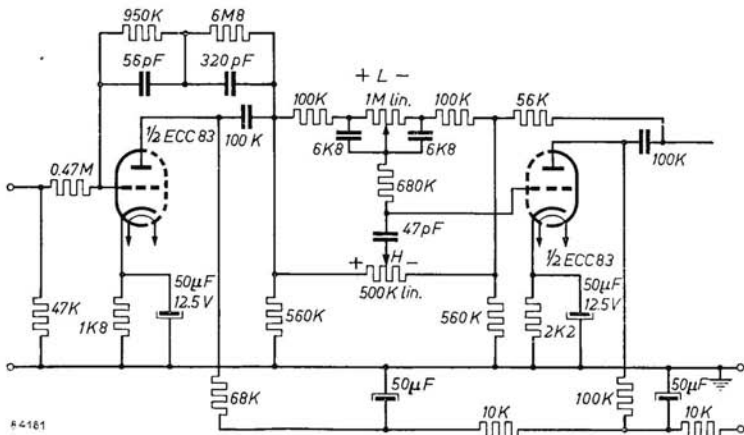 950K 6M8
56pF 320pF
+ L -
100K 1M lin. 100K 56K
½ ECC83
100K
6K8 6K8
100K
0.47M
680K
47pF
½ ECC83
+ H -
500K lin.
50µF
12.5V
50µF
12.5V
47K
1K8
560K
560K
2K2
68K
50µF
100K
50µF
10K
10K
84181